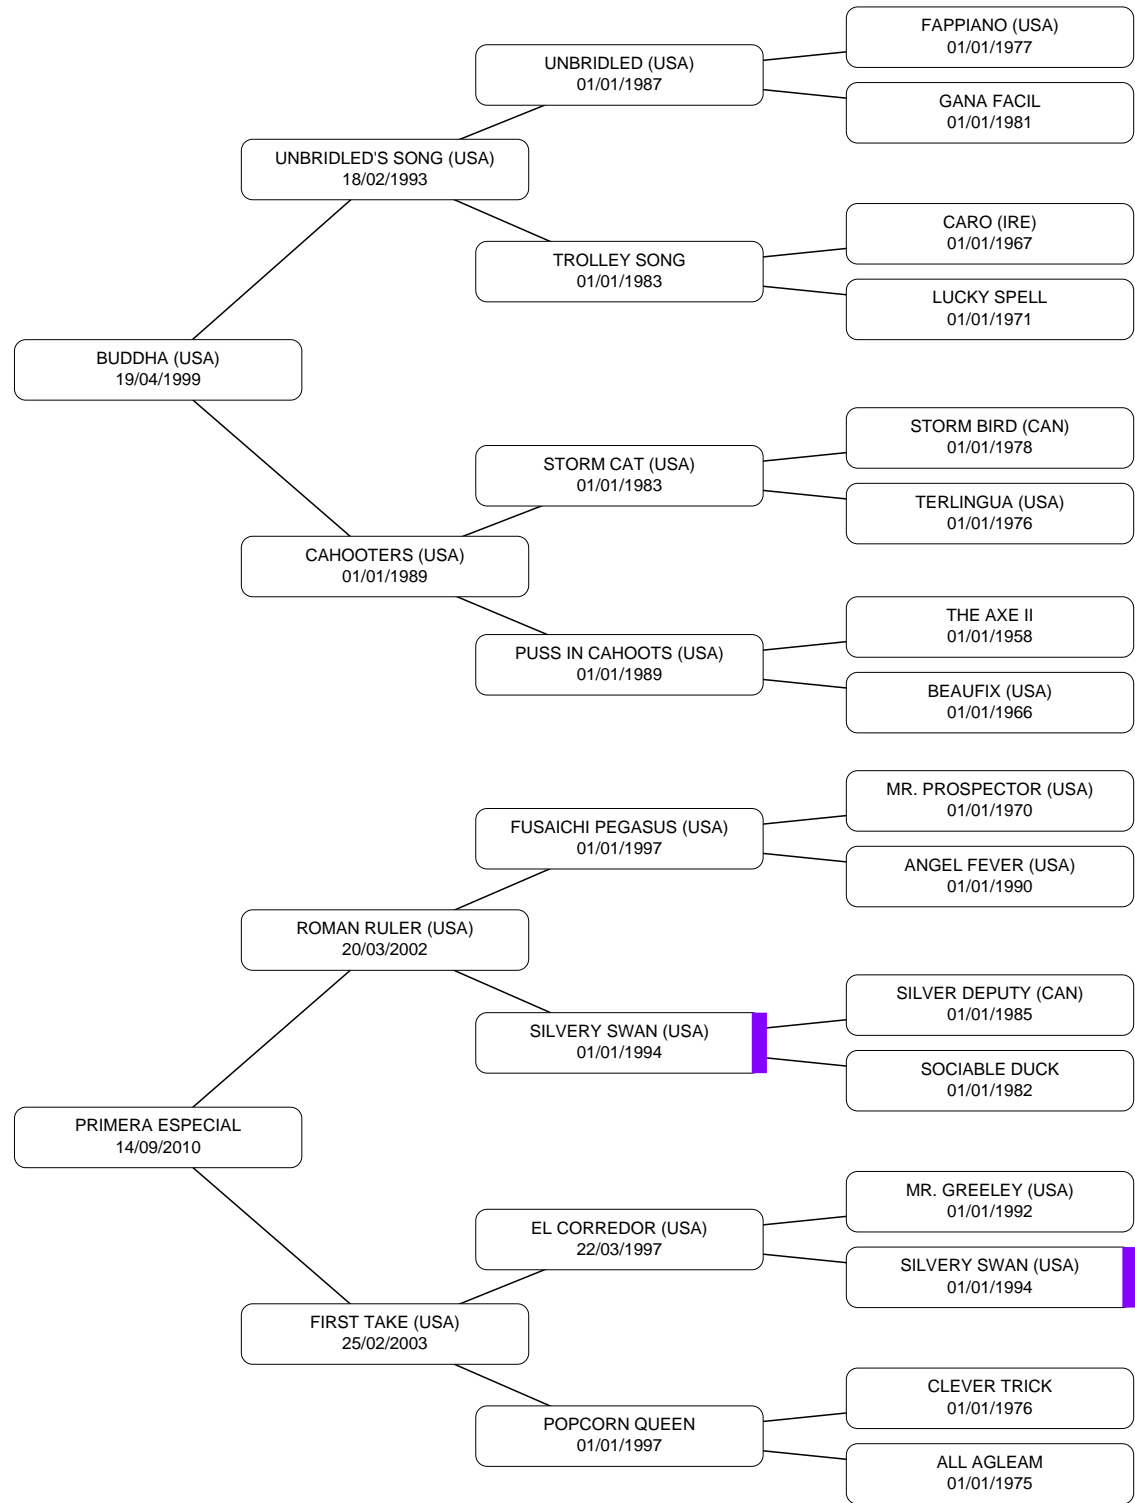 FAPPIANO (USA)
01/01/1977
UNBRIDLED (USA)
01/01/1987
GANA FACIL
01/01/1981
UNBRIDLED'S SONG (USA)
18/02/1993
CARO (IRE)
01/01/1967
TROLLEY SONG
01/01/1983
LUCKY SPELL
01/01/1971
BUDDHA (USA)
19/04/1999
STORM BIRD (CAN)
01/01/1978
STORM CAT (USA)
01/01/1983
TERLINGUA (USA)
01/01/1976
CAHOOTERS (USA)
01/01/1989
THE AXE II
01/01/1958
PUSS IN CAHOOTS (USA)
01/01/1989
BEAUFIX (USA)
01/01/1966
MR. PROSPECTOR (USA)
01/01/1970
FUSAICHI PEGASUS (USA)
01/01/1997
ANGEL FEVER (USA)
01/01/1990
ROMAN RULER (USA)
20/03/2002
SILVER DEPUTY (CAN)
01/01/1985
SILVERY SWAN (USA)
01/01/1994
SOCIABLE DUCK
01/01/1982
PRIMERA ESPECIAL
14/09/2010
MR. GREELEY (USA)
01/01/1992
EL CORREDOR (USA)
22/03/1997
SILVERY SWAN (USA)
01/01/1994
FIRST TAKE (USA)
25/02/2003
CLEVER TRICK
01/01/1976
POPCORN QUEEN
01/01/1997
ALL AGLEAM
01/01/1975